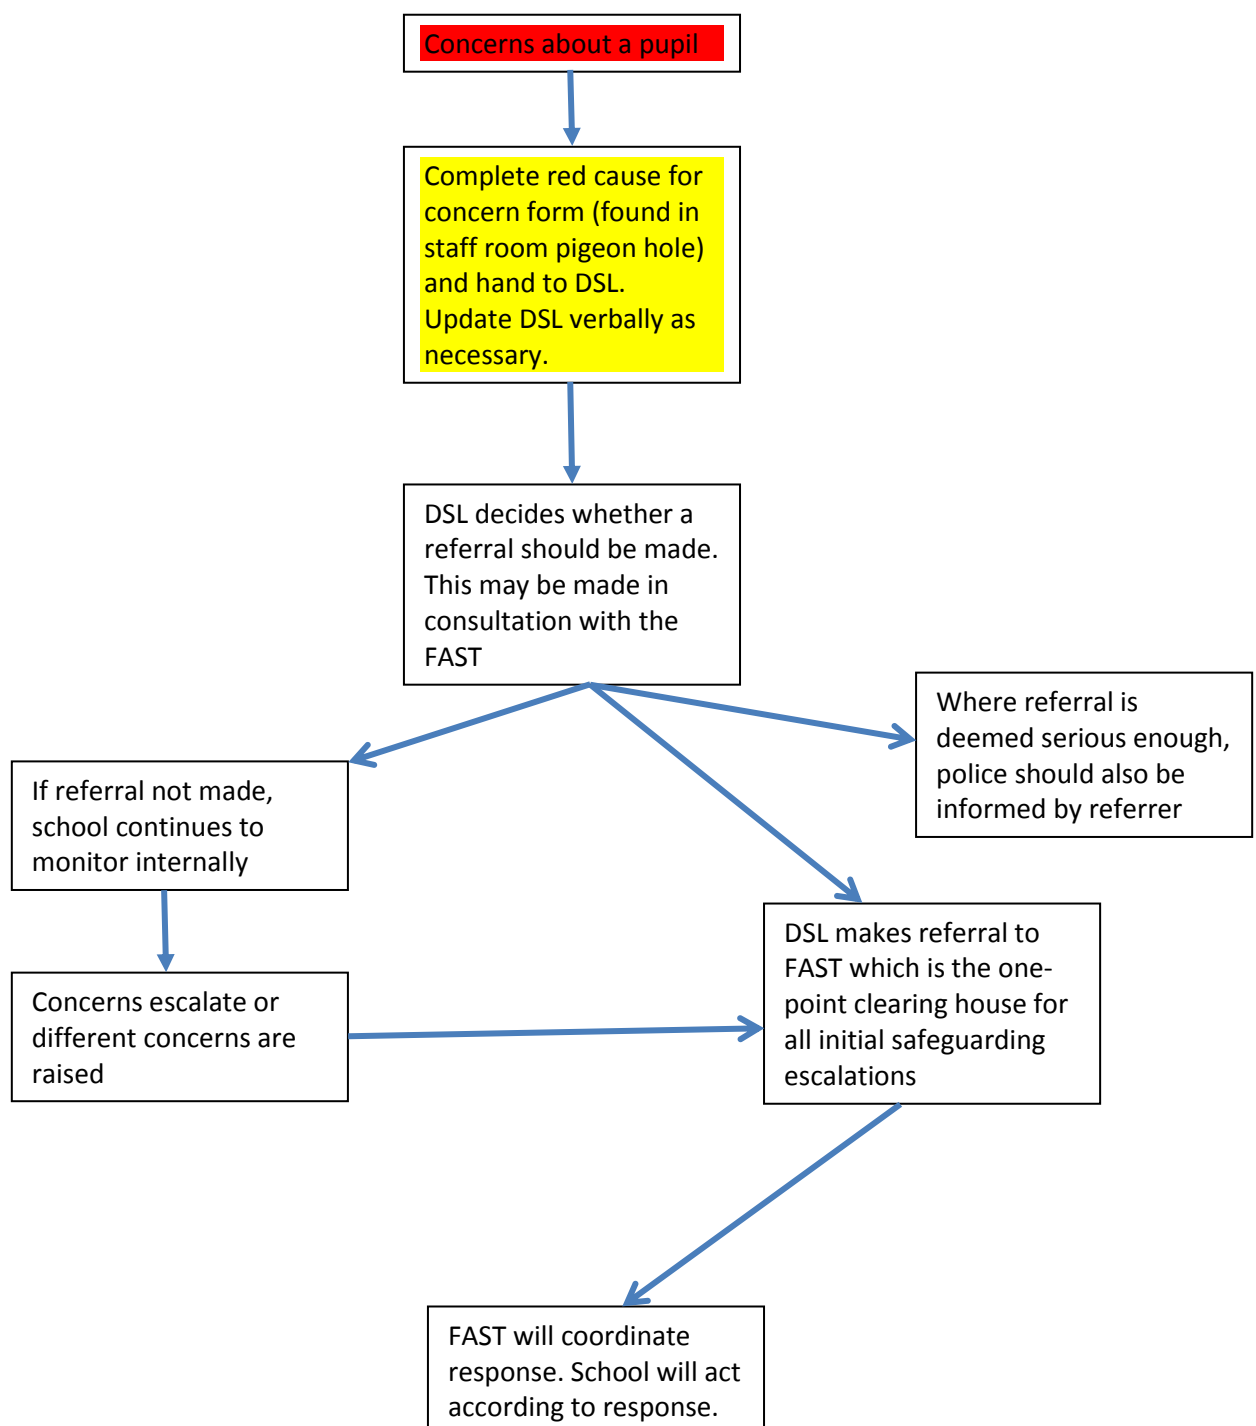 Concerns about a pupil
Complete red cause for
concern form (found in
staff room pigeon hole)
and hand to DSL.
Update DSL verbally as
necessary.
DSL decides whether a
referral should be made.
This may be made in
consultation with the
FAST
Where referral is
deemed serious enough,
police should also be
informed by referrer
If referral not made,
school continues to
monitor internally
DSL makes referral to
FAST which is the one-
point clearing house for
all initial safeguarding
escalations
Concerns escalate or
different concerns are
raised
FAST will coordinate
response. School will act
according to response.